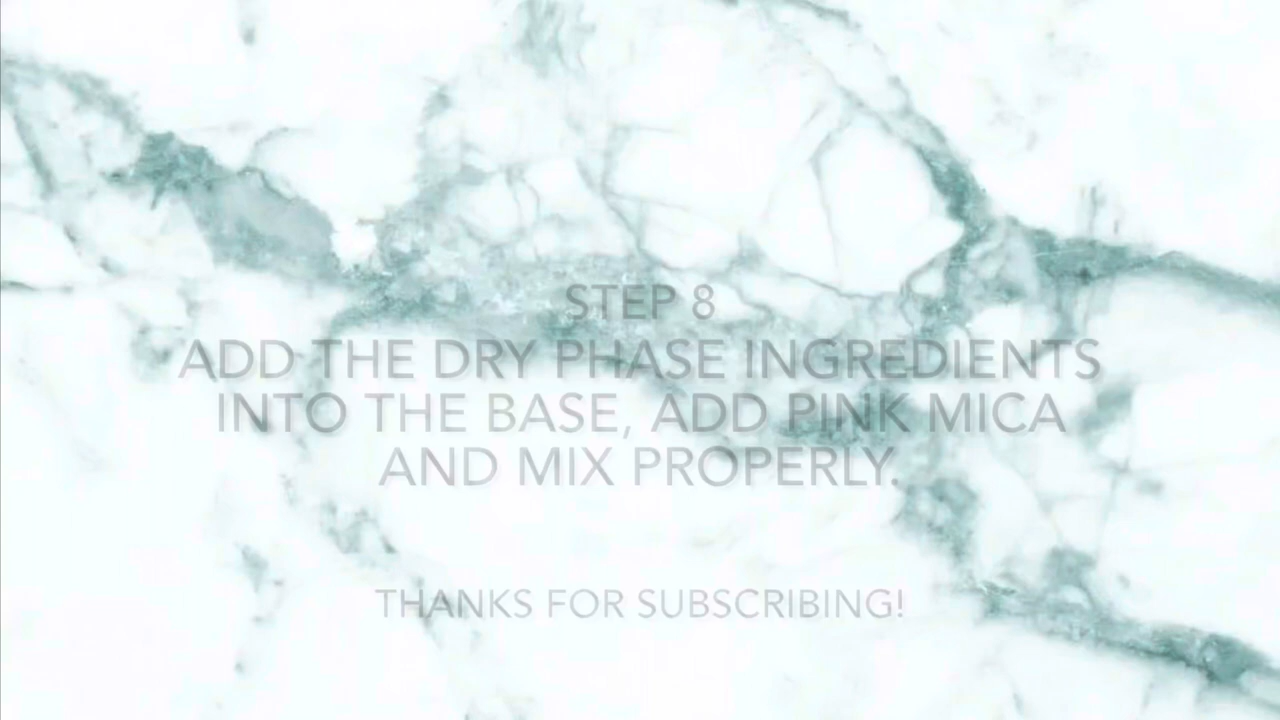 STEP 8
ADD THE DRY PHASE INGREDIENTS
INTO THE BASE, ADD PINK MICA
AND MIX PROPERLY.
THANKS FOR SUBSCRIBING!